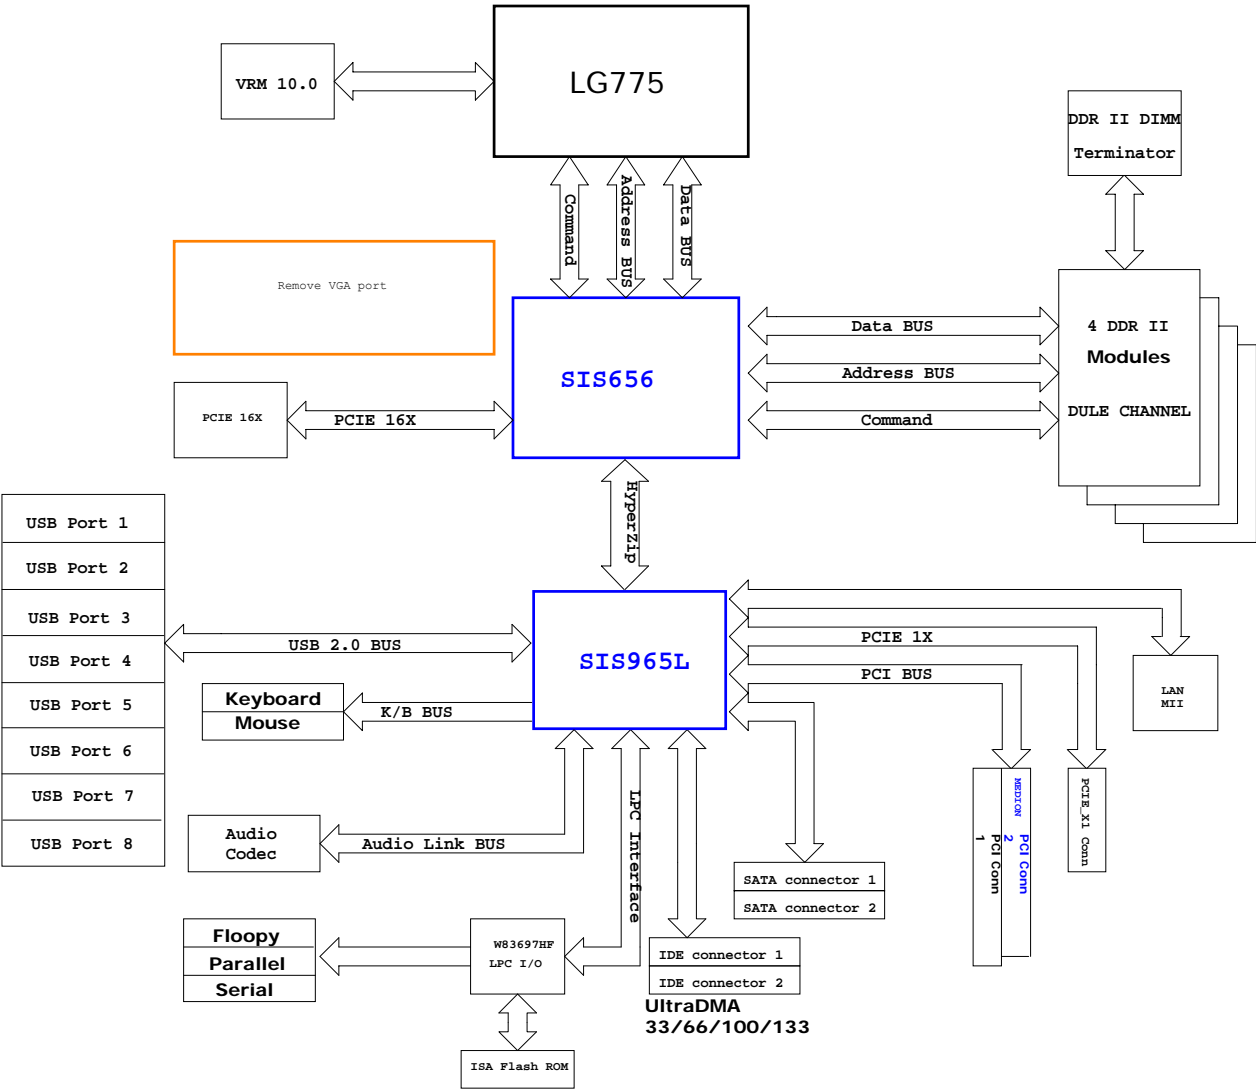 LG775
VRM 10.0
DDR II DIMM
Terminator
Command
Address BUS
Data BUS
Remove VGA port
4 DDR II
Modules
DULE CHANNEL
Data BUS
Address BUS
Command
SIS656
PCIE 16X
PCIE 16X
HyperZip
USB Port 1
USB Port 2
USB Port 3
USB Port 4
USB Port 5
USB Port 6
USB Port 7
USB Port 8
USB 2.0 BUS
SIS965L
PCIE 1X
PCI BUS
LAN
MII
Keyboard
Mouse
K/B BUS
Audio
Codec
Audio Link BUS
LPC Interface
MEDION
PCI Conn
2
PCI Conn
1
PCIE_X1 Conn
SATA connector 1
SATA connector 2
Floopy
Parallel
Serial
W83697HF
LPC I/O
IDE connector 1
IDE connector 2
UltraDMA
33/66/100/133
ISA Flash ROM